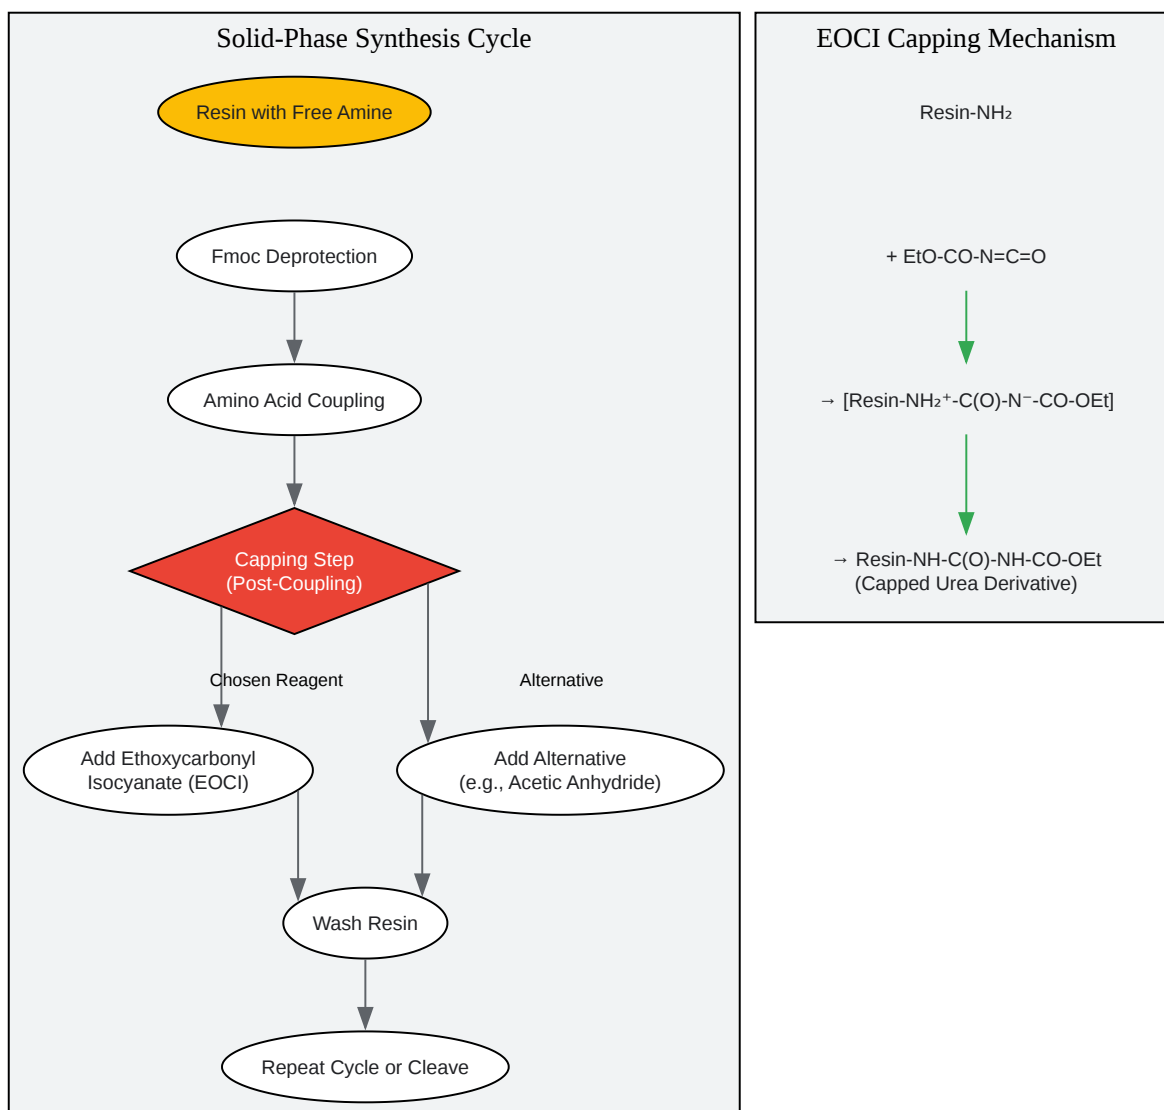 Solid-Phase Synthesis Cycle
Resin with Free Amine
Fmoc Deprotection
Amino Acid Coupling
Capping Step
(Post-Coupling)
Chosen Reagent
Alternative
Add Ethoxycarbonyl
Isocyanate (EOCI)
Add Alternative
(e.g., Acetic Anhydride)
Wash Resin
Repeat Cycle or Cleave
EOCI Capping Mechanism
Resin-NH₂
+ EtO-CO-N=C=O
→ [Resin-NH₂⁺-C(O)-N⁻-CO-OEt]
→ Resin-NH-C(O)-NH-CO-OEt
(Capped Urea Derivative)